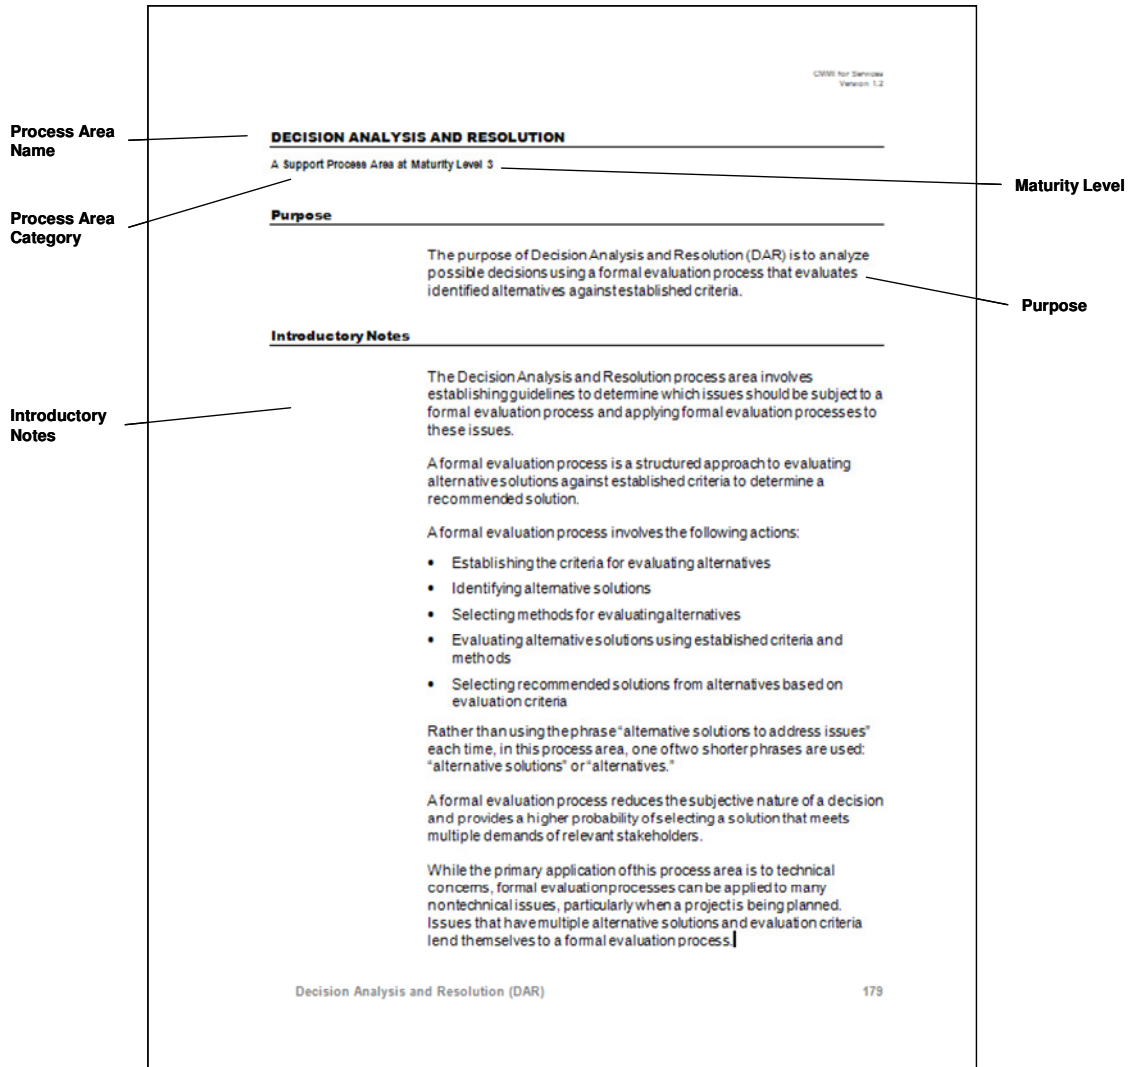 CMMI for Services
Version 1.2
Process Area
Name
DECISION ANALYSIS AND RESOLUTION
A Support Process Area at Maturity Level 3
Maturity Level
Process Area
Category
Purpose
The purpose of Decision Analysis and Resolution (DAR) is to analyze
possible decisions using a formal evaluation process that evaluates
identified alternatives against established criteria.
Purpose
Introductory Notes
The Decision Analysis and Resolution process area involves
establishing guidelines to determine which issues should be subject to a
formal evaluation process and applying formal evaluation processes to
these issues.
Introductory
Notes
A formal evaluation process is a structured approach to evaluating
alternative solutions against established criteria to determine a
recommended solution.
A formal evaluation process involves the following actions:
• Establishing the criteria for evaluating alternatives
• Identifying alternative solutions
• Selecting methods for evaluating alternatives
• Evaluating alternative solutions using established criteria and
methods
• Selecting recommended solutions from alternatives based on
evaluation criteria
Rather than using the phrase “alternative solutions to address issues”
each time, in this process area, one of two shorter phrases are used:
“alternative solutions” or “alternatives.”
A formal evaluation process reduces the subjective nature of a decision
and provides a higher probability of selecting a solution that meets
multiple demands of relevant stakeholders.
While the primary application of this process area is to technical
concerns, formal evaluation processes can be applied to many
nontechnical issues, particularly when a project is being planned.
Issues that have multiple alternative solutions and evaluation criteria
lend themselves to a formal evaluation process.
Decision Analysis and Resolution (DAR)
179